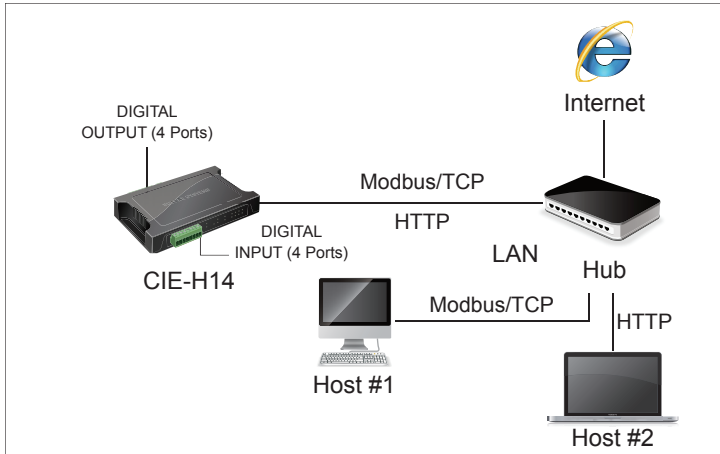 Internet
DIGITAL
OUTPUT (4 Ports)
Modbus/TCP
HTTP
DIGITAL
INPUT (4 Ports)
LAN
CIE-H14
Hub
Modbus/TCP
HTTP
Host #1
Host #2